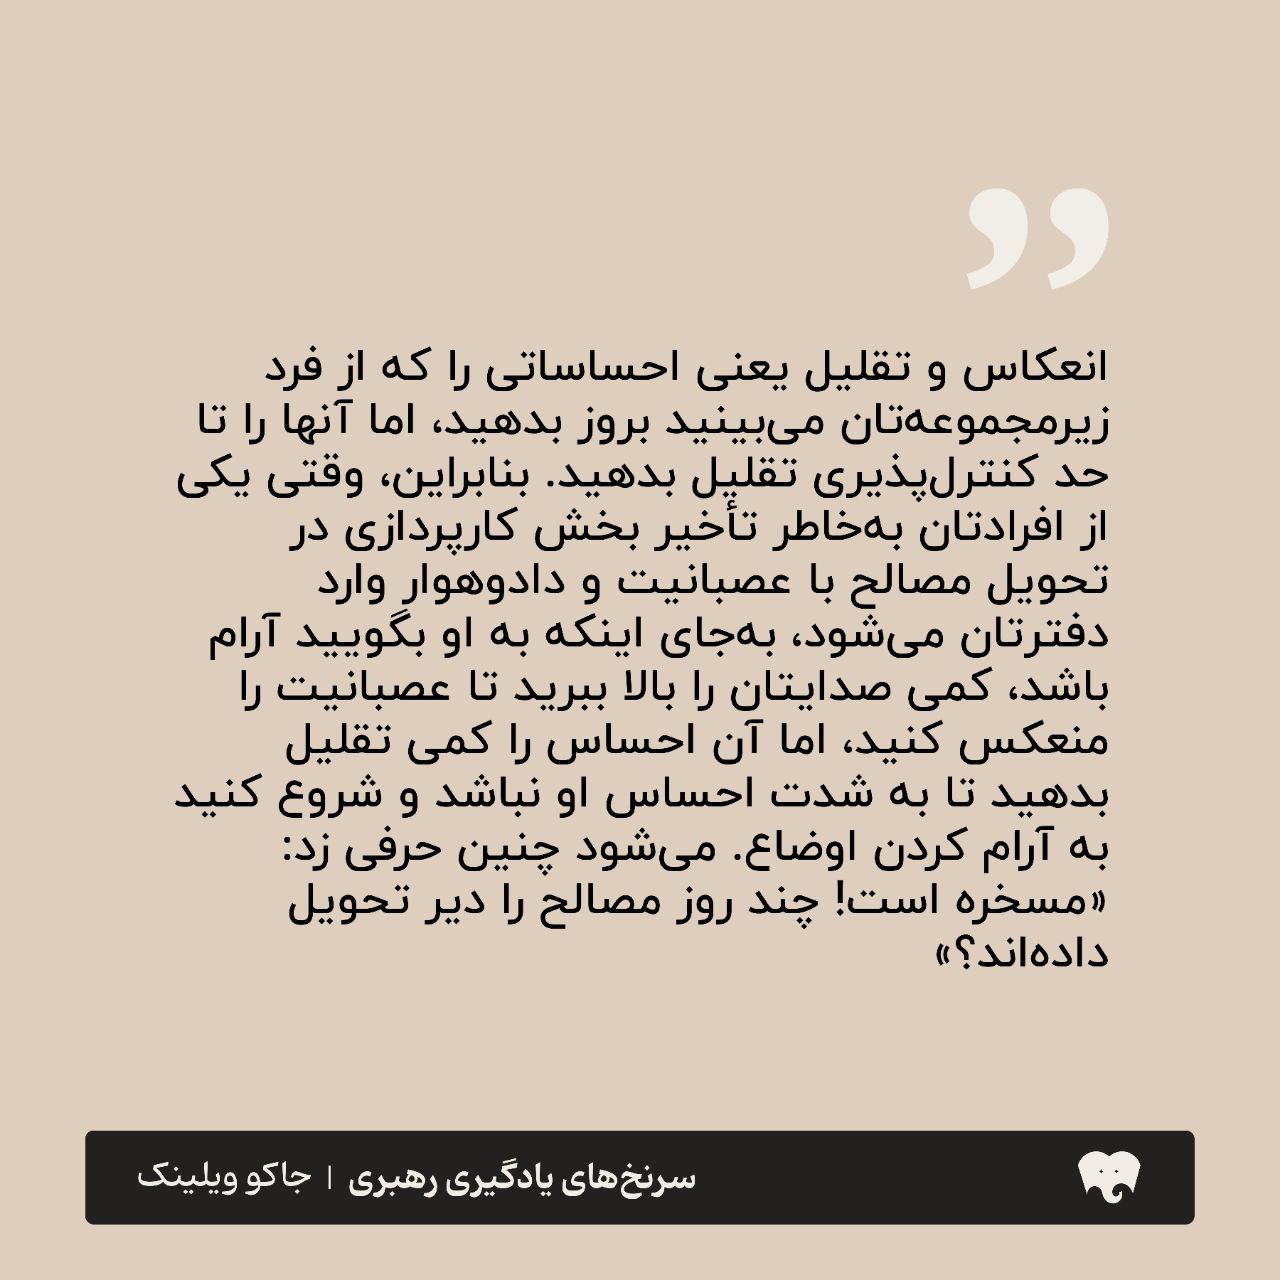 انعکاس و تقلیل یعنی احساساتی را که از فرد
زیرمجموعه‌تان می‌بینید بروز بدهید، اما آنها را تا
حد کنترل‌پذیری تقلیل بدهید. بنابراین، وقتی یکی
از افرادتان به‌خاطر تأخیر بخش کارپردازی در
تحویل مصالح با عصبانیت و دادوهوار وارد
دفترتان می‌شود، به‌جای اینکه به او بگویید آرام
باشد، کمی صدایتان را بالا ببرید تا عصبانیت را
منعکس کنید، اما آن احساس را کمی تقلیل
بدهید تا به شدت احساس او نباشد و شروع کنید
به آرام کردن اوضاع. می‌شود چنین حرفی زد:
«مسخره است! چند روز مصالح را دیر تحویل
داده‌اند؟»
سرنخ‌های یادگیری رهبری | جاکو ویلینک